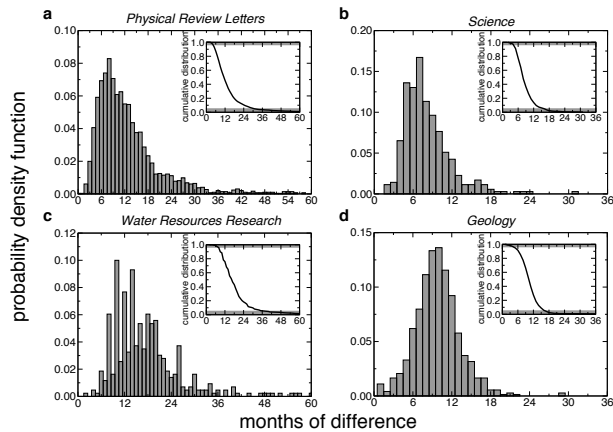 a Physical Review Letters
b Science
probability density function
0.10
0.08
0.06
0.04
0.02
0.00
0 6 12 18 24 30 36 42 48 54 60
cumulative distribution
1.0
0.8
0.6
0.4
0.2
0.0
0 12 24 36 48 60
0.20
0.15
0.10
0.05
0.00
0 6 12 18 24 30 36
cumulative distribution
1.0
0.8
0.6
0.4
0.2
0.0
0 6 12 18 24 30 36
c Water Resources Research
d Geology
0.12
0.10
0.08
0.06
0.04
0.02
0.00
0 12 24 36 48 60
cumulative distribution
1.0
0.8
0.6
0.4
0.2
0.0
0 12 24 36 48 60
0.15
0.10
0.05
0.00
0 6 12 18 24 30 36
cumulative distribution
1.0
0.8
0.6
0.4
0.2
0.0
0 6 12 18 24 30 36
months of difference